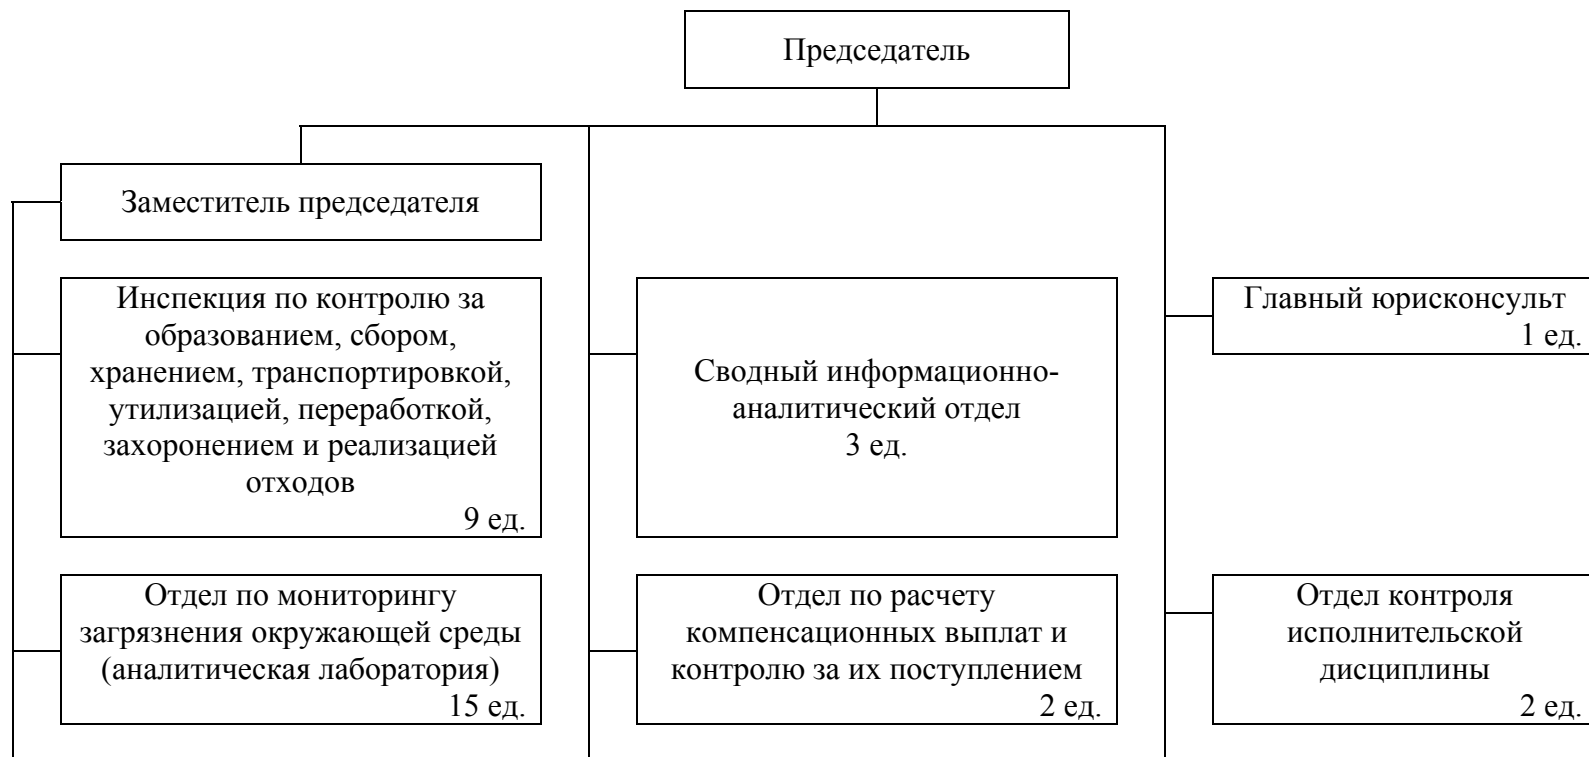 Председатель
Заместитель председателя
Инспекция по контролю за
образованием, сбором,
хранением, транспортировкой,
утилизацией, переработкой,
захоронением и реализацией
отходов
9 ед.
Сводный информационно-
аналитический отдел
3 ед.
Главный юрисконсульт
1 ед.
Отдел по мониторингу
загрязнения окружающей среды
(аналитическая лаборатория)
15 ед.
Отдел по расчету
компенсационных выплат и
контролю за их поступлением
2 ед.
Отдел контроля
исполнительской
дисциплины
2 ед.